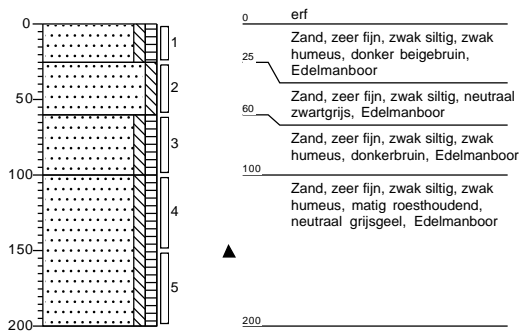 0
50
100
150
200
1
2
3
4
5
0
erf
Zand, zeer fijn, zwak siltig, zwak
humeus, donker beigebruin,
Edelmanboor
25
Zand, zeer fijn, zwak siltig, neutraal
zwartgrijs, Edelmanboor
60
Zand, zeer fijn, zwak siltig, zwak
humeus, donkerbruin, Edelmanboor
100
Zand, zeer fijn, zwak siltig, zwak
humeus, matig roesthoudend,
neutraal grijsgeel, Edelmanboor
200